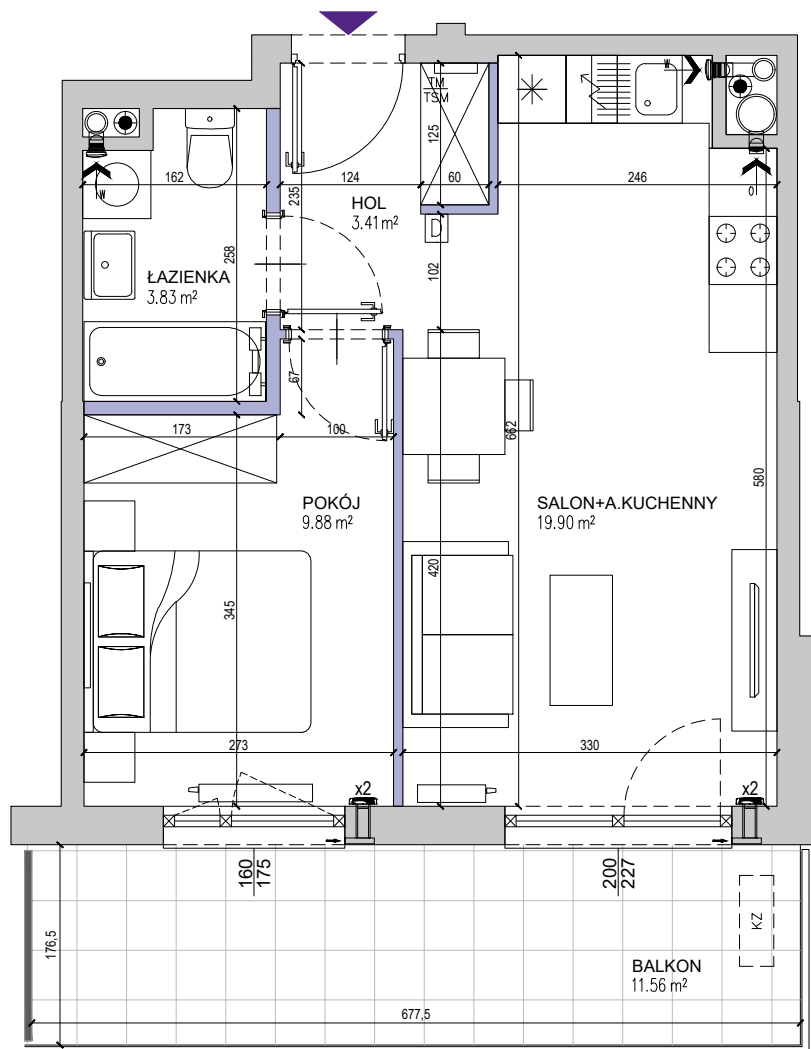 TM
TSM
W
125
162
124
60
246
235
HOL
3.41 m²
W
0
D
258
102
ŁAZIENKA
3.83 m²
67
173
100
662
580
POKÓJ
9.88 m²
SALON+A.KUCHENNY
19.90 m²
420
345
273
330
x2
x2
160
175
200
227
KZ
176,5
BALKON
11.56 m²
677,5